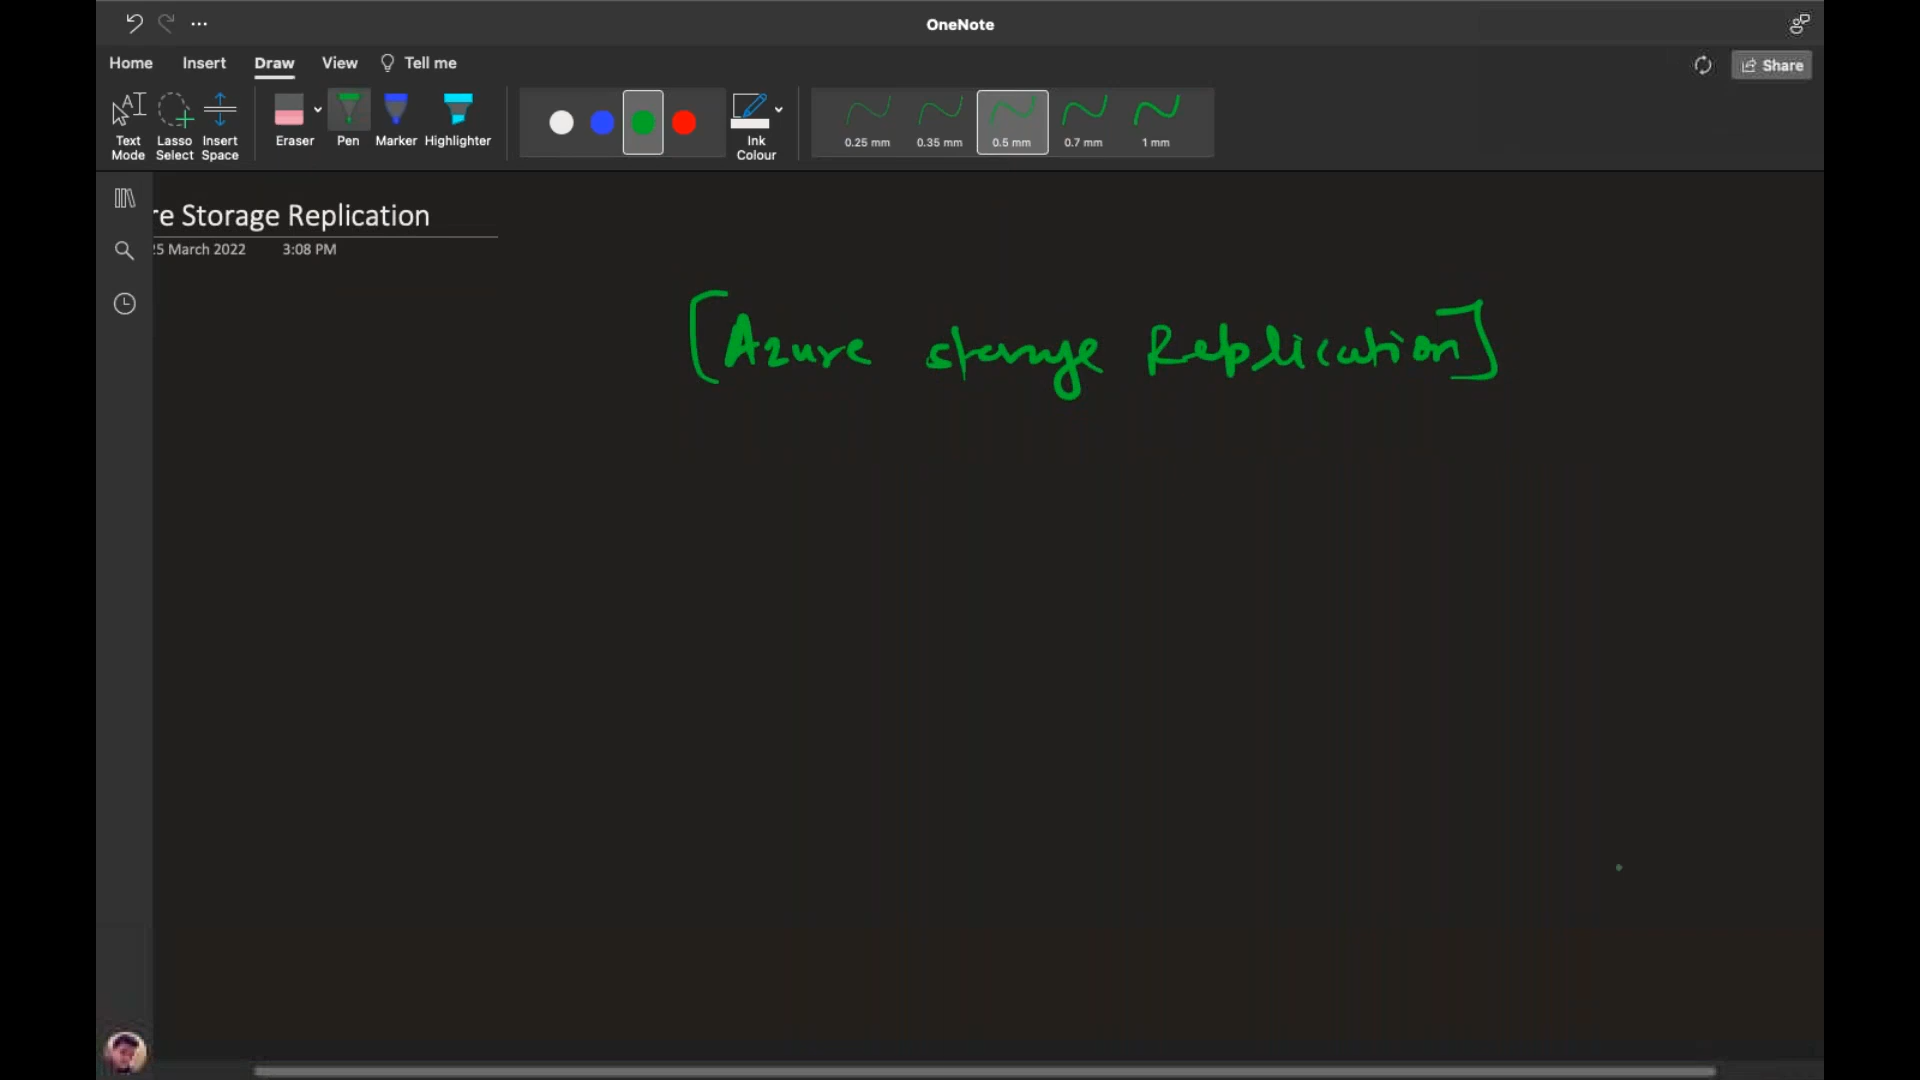 OneNote
Home Insert Draw View Tell me
Share
Text Mode
Lasso Select
Insert Space
Eraser
Pen
Marker
Highlighter
Ink Colour
0.25 mm
0.35 mm
0.5 mm
0.7 mm
1 mm
re Storage Replication
25 March 2022 3:08 PM
[Azure storage Replication]